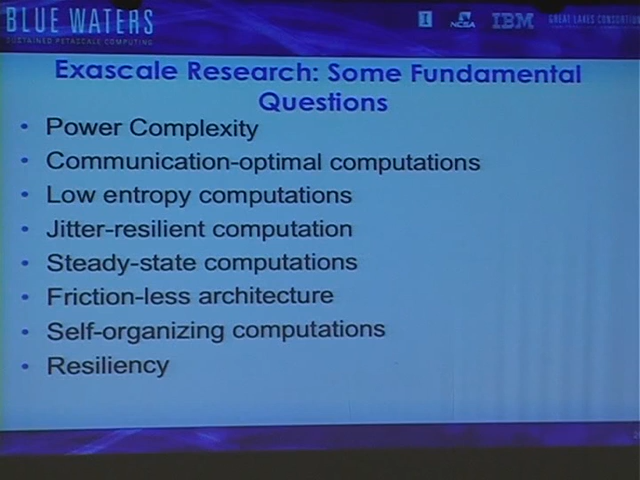 BLUE WATERS
SUSTAINED PETASCALE COMPUTING
I
NCSA
IBM
GREAT LAKES CONSORTIUM
Exascale Research: Some Fundamental
Questions
• Power Complexity
• Communication-optimal computations
• Low entropy computations
• Jitter-resilient computation
• Steady-state computations
• Friction-less architecture
• Self-organizing computations
• Resiliency